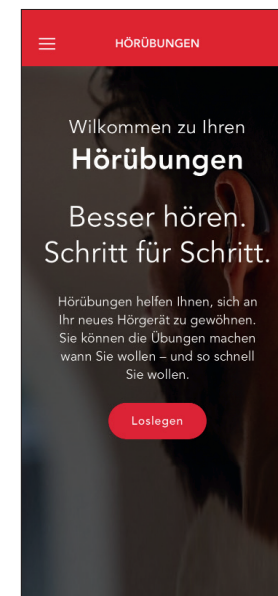 HÖRÜBUNGEN
Wilkommen zu Ihren
Hörübungen
Besser hören.
Schritt für Schritt.
Hörübungen helfen Ihnen, sich an
Ihr neues Hörgerät zu gewöhnen.
Sie können die Übungen machen
wann Sie wollen – und so schnell
Sie wollen.
Loslegen